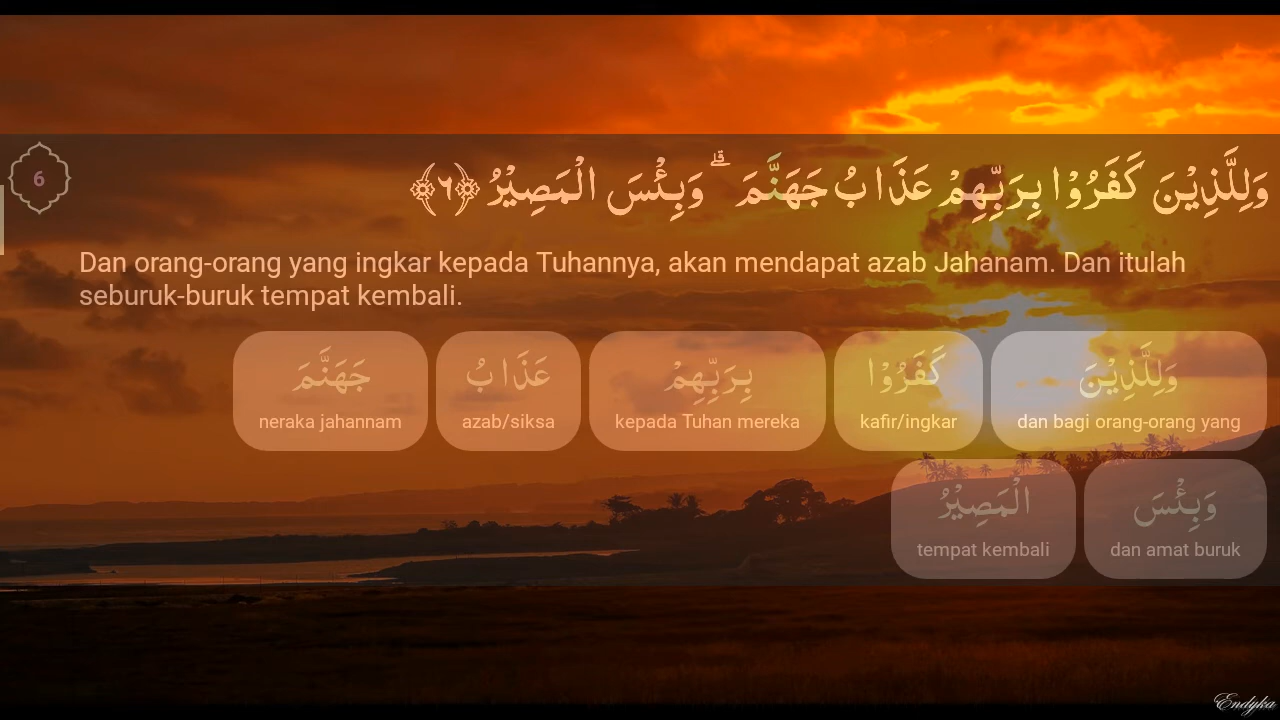 6
وَلِلَّذِيْنَ كَفَرُوْا بِرَبِّهِمْ عَذَابُ جَهَنَّمَ ۗ وَبِئْسَ الْمَصِيْرُ ﴿٦﴾
Dan orang-orang yang ingkar kepada Tuhannya, akan mendapat azab Jahanam. Dan itulah
seburuk-buruk tempat kembali.
وَلِلَّذِيْنَ كَفَرُوْا بِرَبِّهِمْ عَذَابُ جَهَنَّمَ
neraka jahannam azab/siksa kepada Tuhan mereka kafir/ingkar dan bagi orang-orang yang
وَبِئْسَ الْمَصِيْرُ
tempat kembali dan amat buruk
Endyka